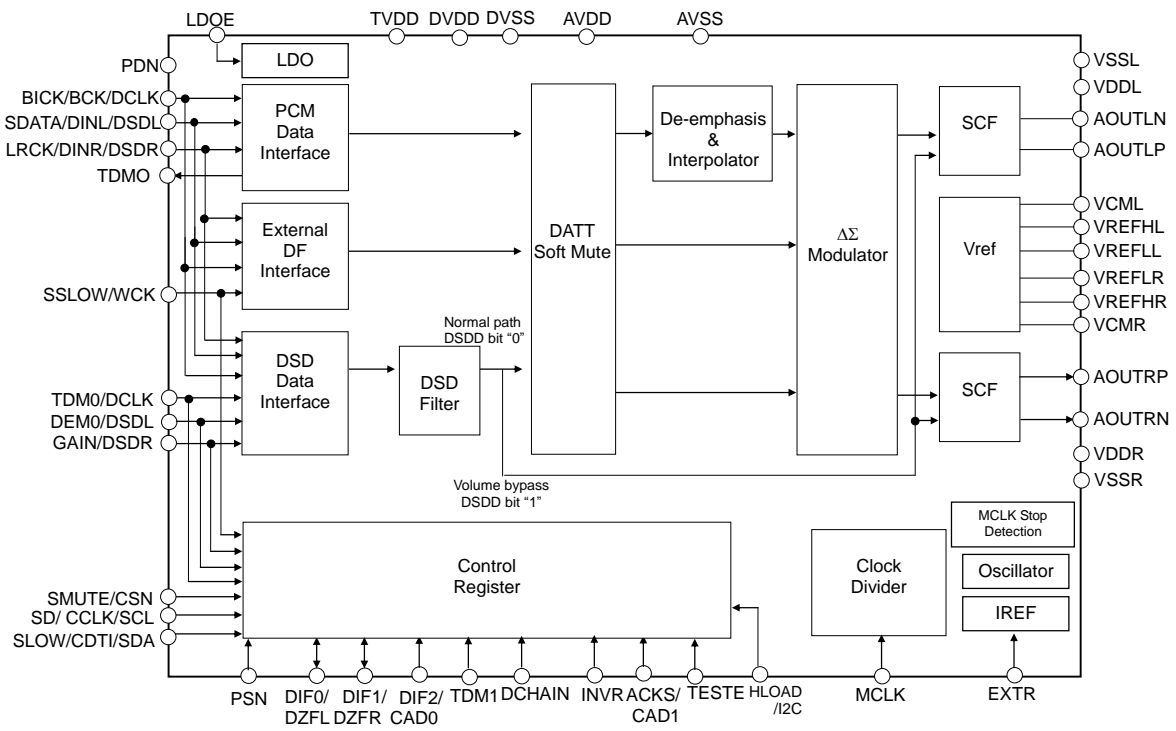 LDOE
TVDD
DVDD
DVSS
AVDD
AVSS
PDN
BICK/BCK/DCLK
SDATA/DINL/DSDL
LRCK/DINR/DSDR
TDMO
SSLOW/WCK
TDM0/DCLK
DEM0/DSDL
GAIN/DSDR
SMUTE/CSN
SD/ CCLK/SCL
SLOW/CDTI/SDA
LDO
PCM
Data
Interface
External
DF
Interface
DSD
Data
Interface
DSD
Filter
Normal path
DSDD bit “0”
Volume bypass
DSDD bit “1”
DATT
Soft Mute
De-emphasis
&
Interpolator
ΔΣ
Modulator
SCF
Vref
SCF
Control
Register
Clock
Divider
MCLK Stop
Detection
Oscillator
IREF
VSSL
VDDL
AOUTLN
AOUTLP
VCML
VREFHL
VREFLL
VREFLR
VREFHR
VCMR
AOUTRP
AOUTRN
VDDR
VSSR
PSN
DIF0/
DZFL
DIF1/
DZFR
DIF2/
CAD0
TDM1
DCHAIN
INVR
ACKS/
CAD1
TESTE
HLOAD
/I2C
MCLK
EXTR